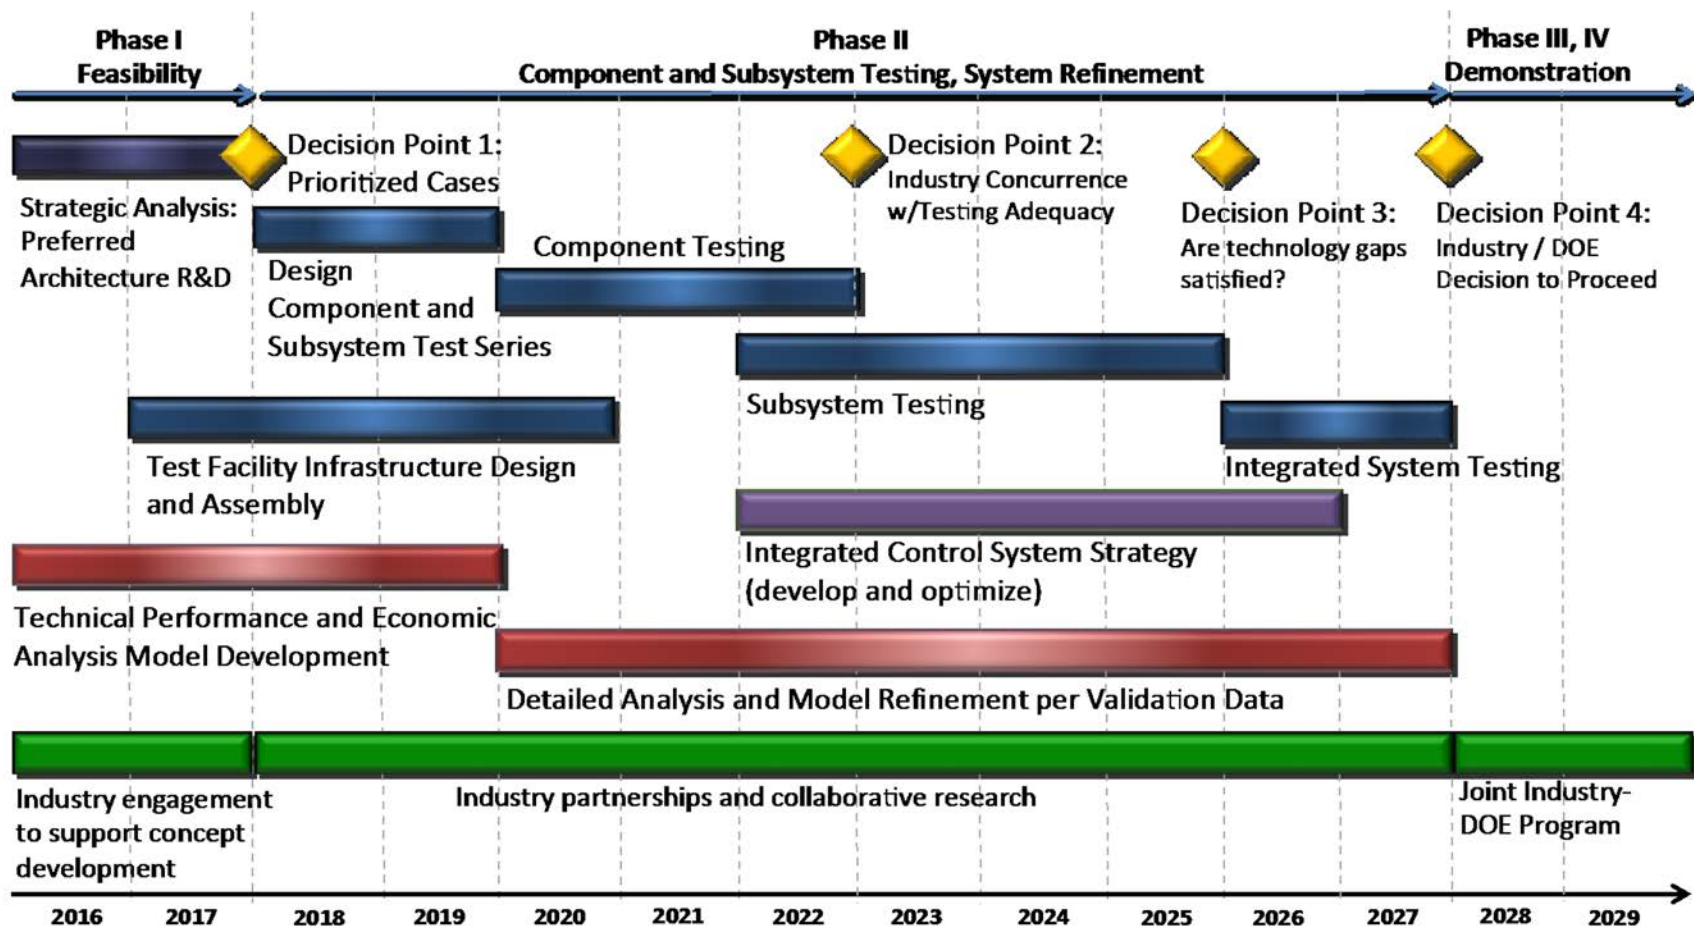 Phase I
Feasibility
Phase II
Component and Subsystem Testing, System Refinement
Phase III, IV
Demonstration
Decision Point 1:
Prioritized Cases
Decision Point 2:
Industry Concurrence
w/Testing Adequacy
Decision Point 3:
Are technology gaps
satisfied?
Decision Point 4:
Industry / DOE
Decision to Proceed
Strategic Analysis:
Preferred
Architecture R&D
Design
Component and
Subsystem Test Series
Component Testing
Subsystem Testing
Test Facility Infrastructure Design
and Assembly
Integrated System Testing
Integrated Control System Strategy
(develop and optimize)
Technical Performance and Economic
Analysis Model Development
Detailed Analysis and Model Refinement per Validation Data
Industry engagement
to support concept
development
Industry partnerships and collaborative research
Joint Industry-
DOE Program
2016 2017 2018 2019 2020 2021 2022 2023 2024 2025 2026 2027 2028 2029